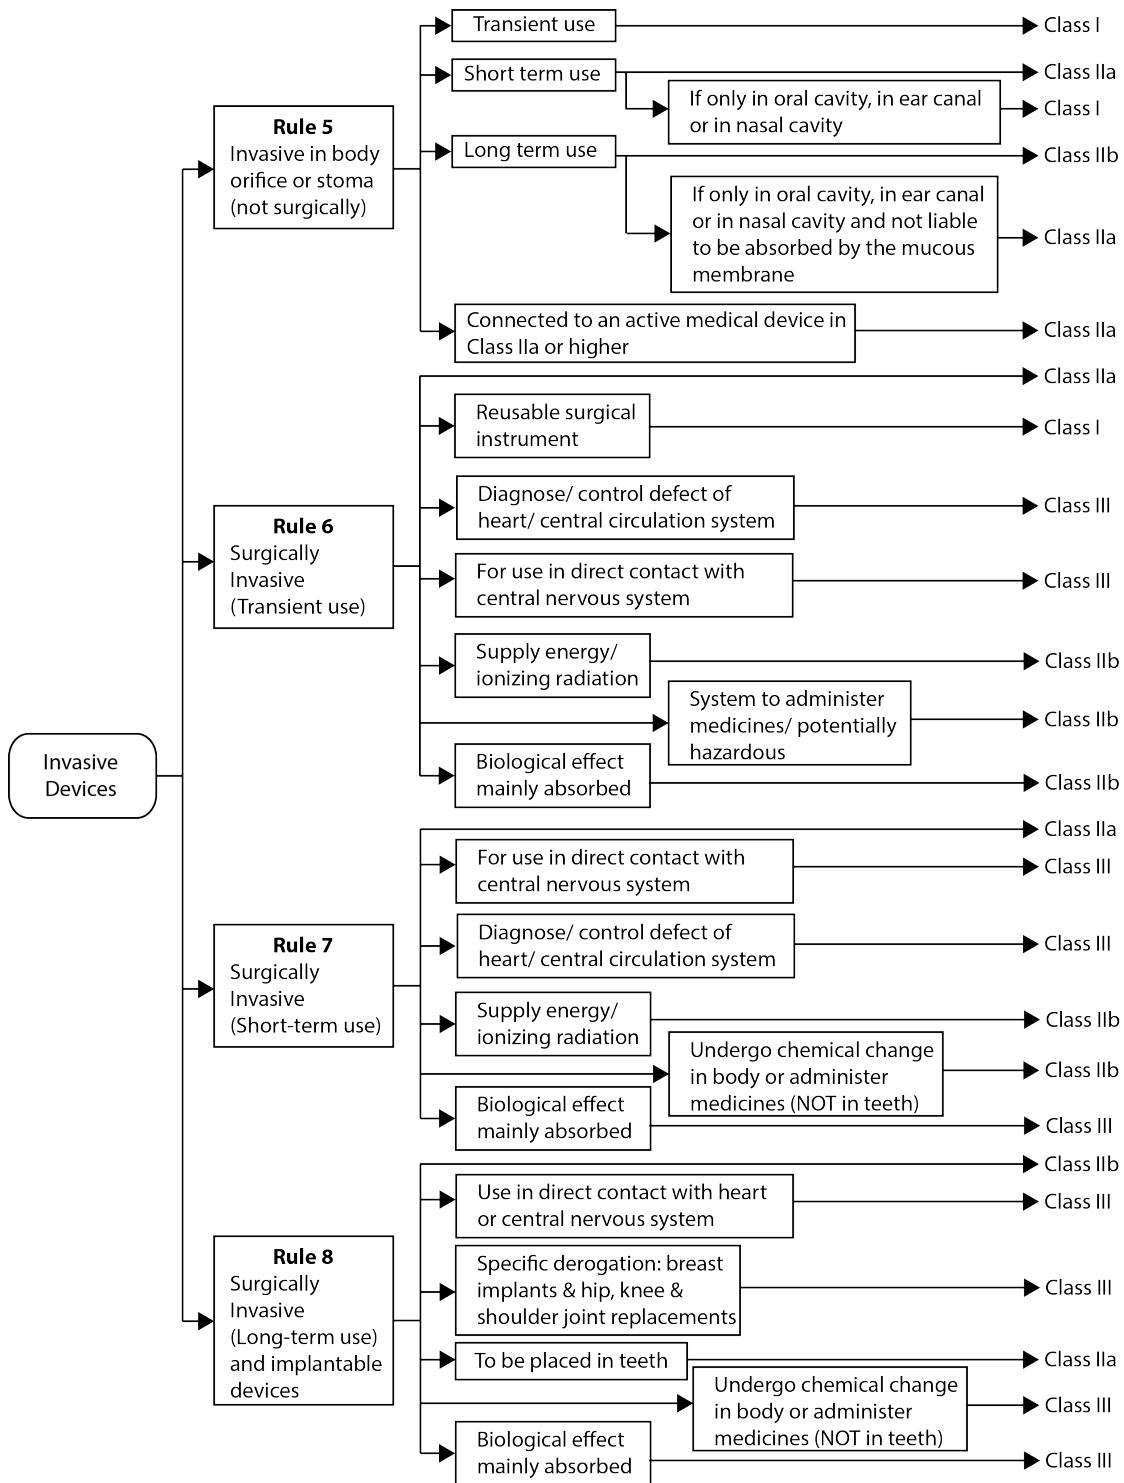 Invasive
Devices
Rule 5
Invasive in body
orifice or stoma
(not surgically)
Transient use
Class I
Short term use
Class IIa
If only in oral cavity, in ear canal
or in nasal cavity
Class I
Long term use
Class IIb
If only in oral cavity, in ear canal
or in nasal cavity and not liable
to be absorbed by the mucous
membrane
Class IIa
Connected to an active medical device in
Class IIa or higher
Class IIa
Rule 6
Surgically
Invasive
(Transient use)
Class IIa
Reusable surgical
instrument
Class I
Diagnose/ control defect of
heart/ central circulation system
Class III
For use in direct contact with
central nervous system
Class III
Supply energy/
ionizing radiation
Class IIb
System to administer
medicines/ potentially
hazardous
Class IIb
Biological effect
mainly absorbed
Class IIb
Rule 7
Surgically
Invasive
(Short-term use)
Class IIa
For use in direct contact with
central nervous system
Class III
Diagnose/ control defect of
heart/ central circulation system
Class III
Supply energy/
ionizing radiation
Class IIb
Undergo chemical change
in body or administer
medicines (NOT in teeth)
Class IIb
Biological effect
mainly absorbed
Class III
Rule 8
Surgically
Invasive
(Long-term use)
and implantable
devices
Class IIb
Use in direct contact with heart
or central nervous system
Class III
Specific derogation: breast
implants & hip, knee &
shoulder joint replacements
Class III
To be placed in teeth
Class IIa
Undergo chemical change
in body or administer
medicines (NOT in teeth)
Class III
Biological effect
mainly absorbed
Class III